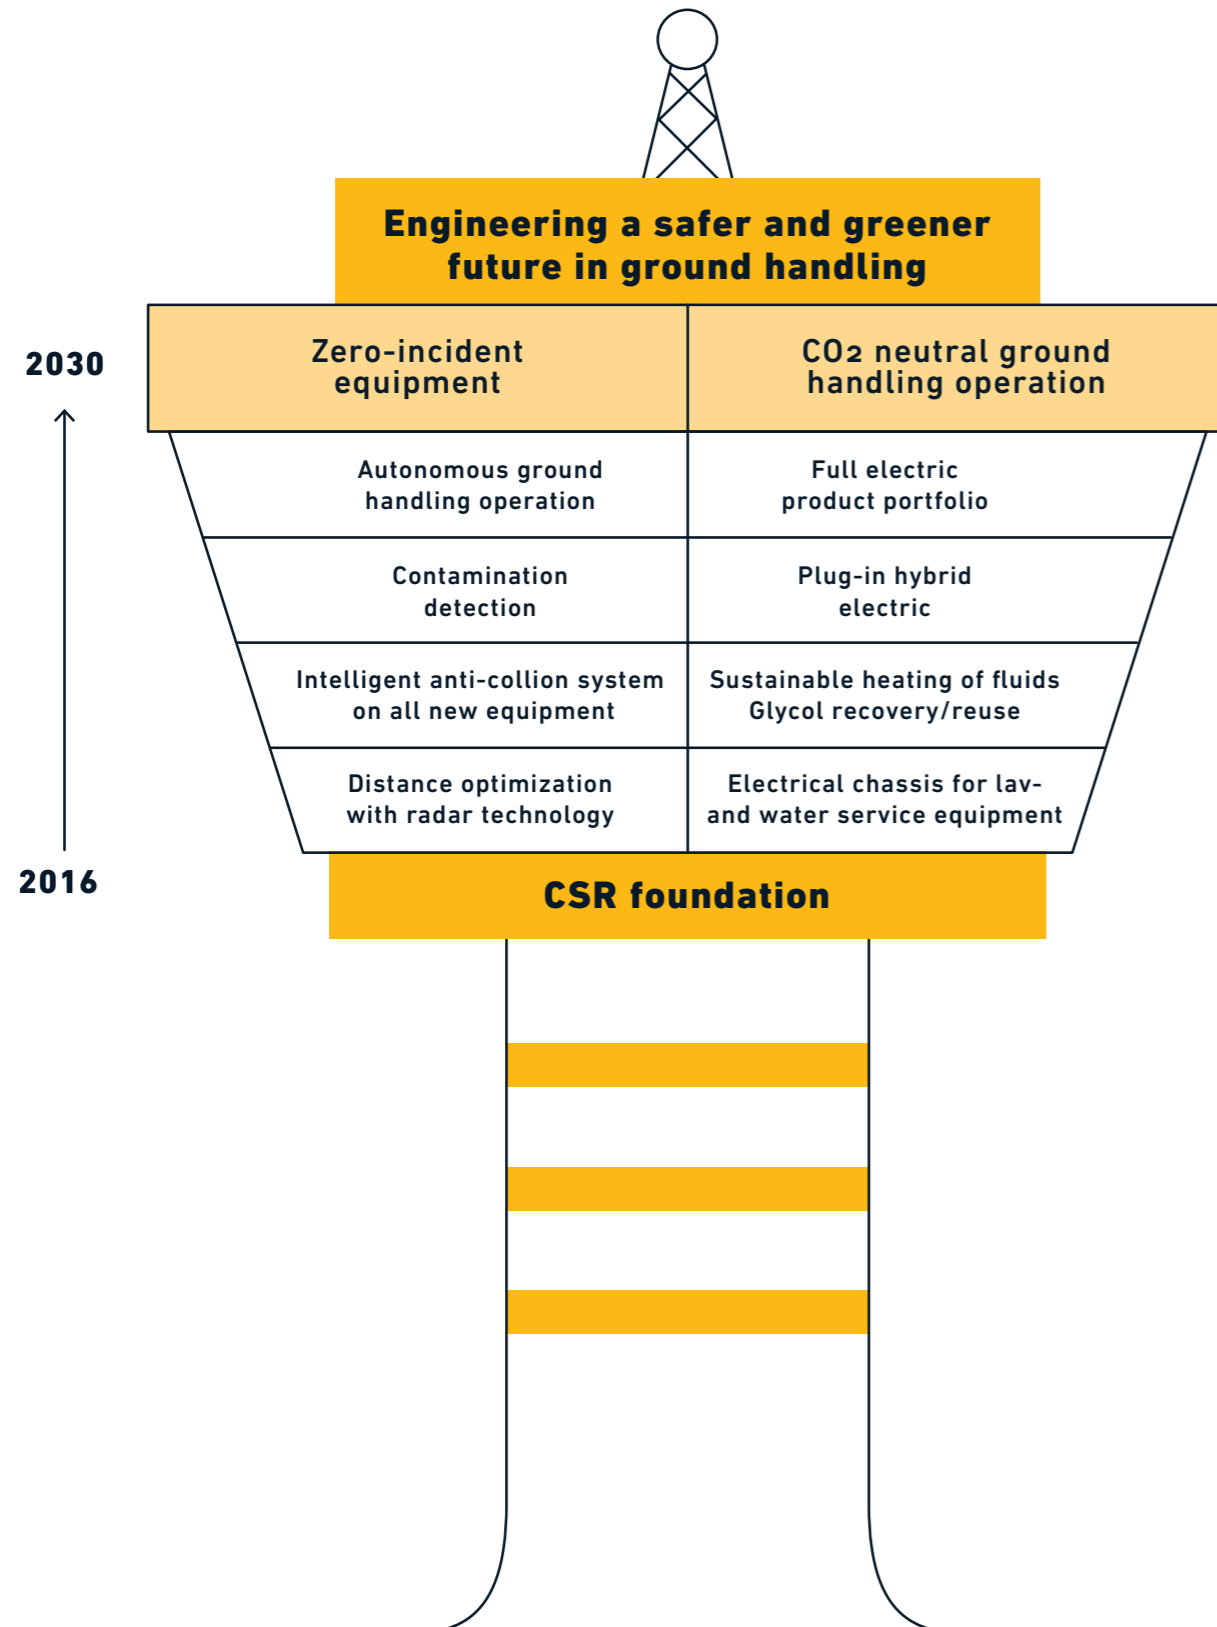 Engineering a safer and greener
future in ground handling
2030
Zero-incident
equipment
CO2 neutral ground
handling operation
Autonomous ground
handling operation
Full electric
product portfolio
Contamination
detection
Plug-in hybrid
electric
Intelligent anti-collion system
on all new equipment
Sustainable heating of fluids
Glycol recovery/reuse
Distance optimization
with radar technology
Electrical chassis for lav-
and water service equipment
2016
CSR foundation